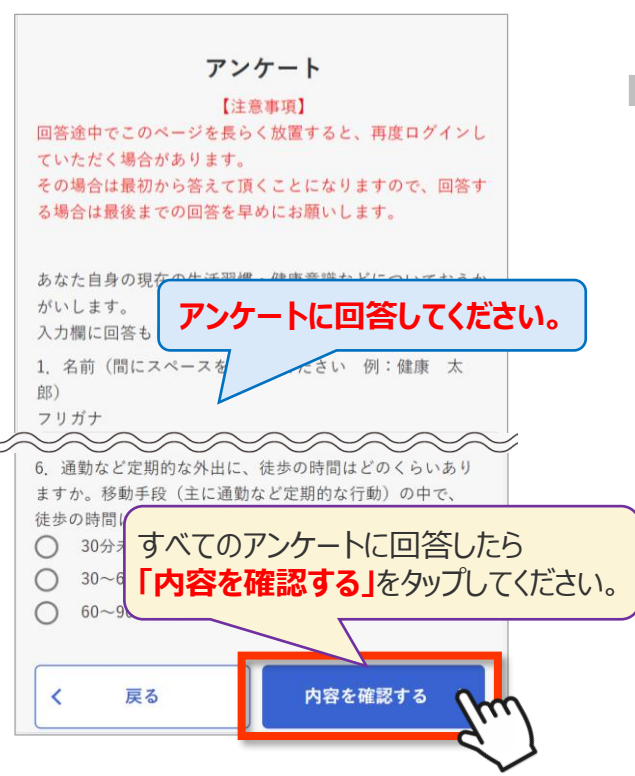 アンケート
【注意事項】
回答途中でこのページを長らく放置すると、再度ログインし
ていただく場合があります。
その場合は最初から答えて頂くことになりますので、回答す
る場合は最後までの回答を早めにお願いします。
あなた自身の現在の生活習慣・健康意識などについておうか
がいします。
入力欄に回答も
アンケートに回答してください。
1. 名前（間にスペースを ください 例：健康 太
郎）
フリガナ
6. 通勤など定期的な外出に、徒歩の時間はどのくらいあり
ますか。移動手段（主に通勤など定期的な行動）の中で、
徒歩の時間
30分
30～6
60～9
すべてのアンケートに回答したら
「内容を確認する」をタップしてください。
戻る
内容を確認する